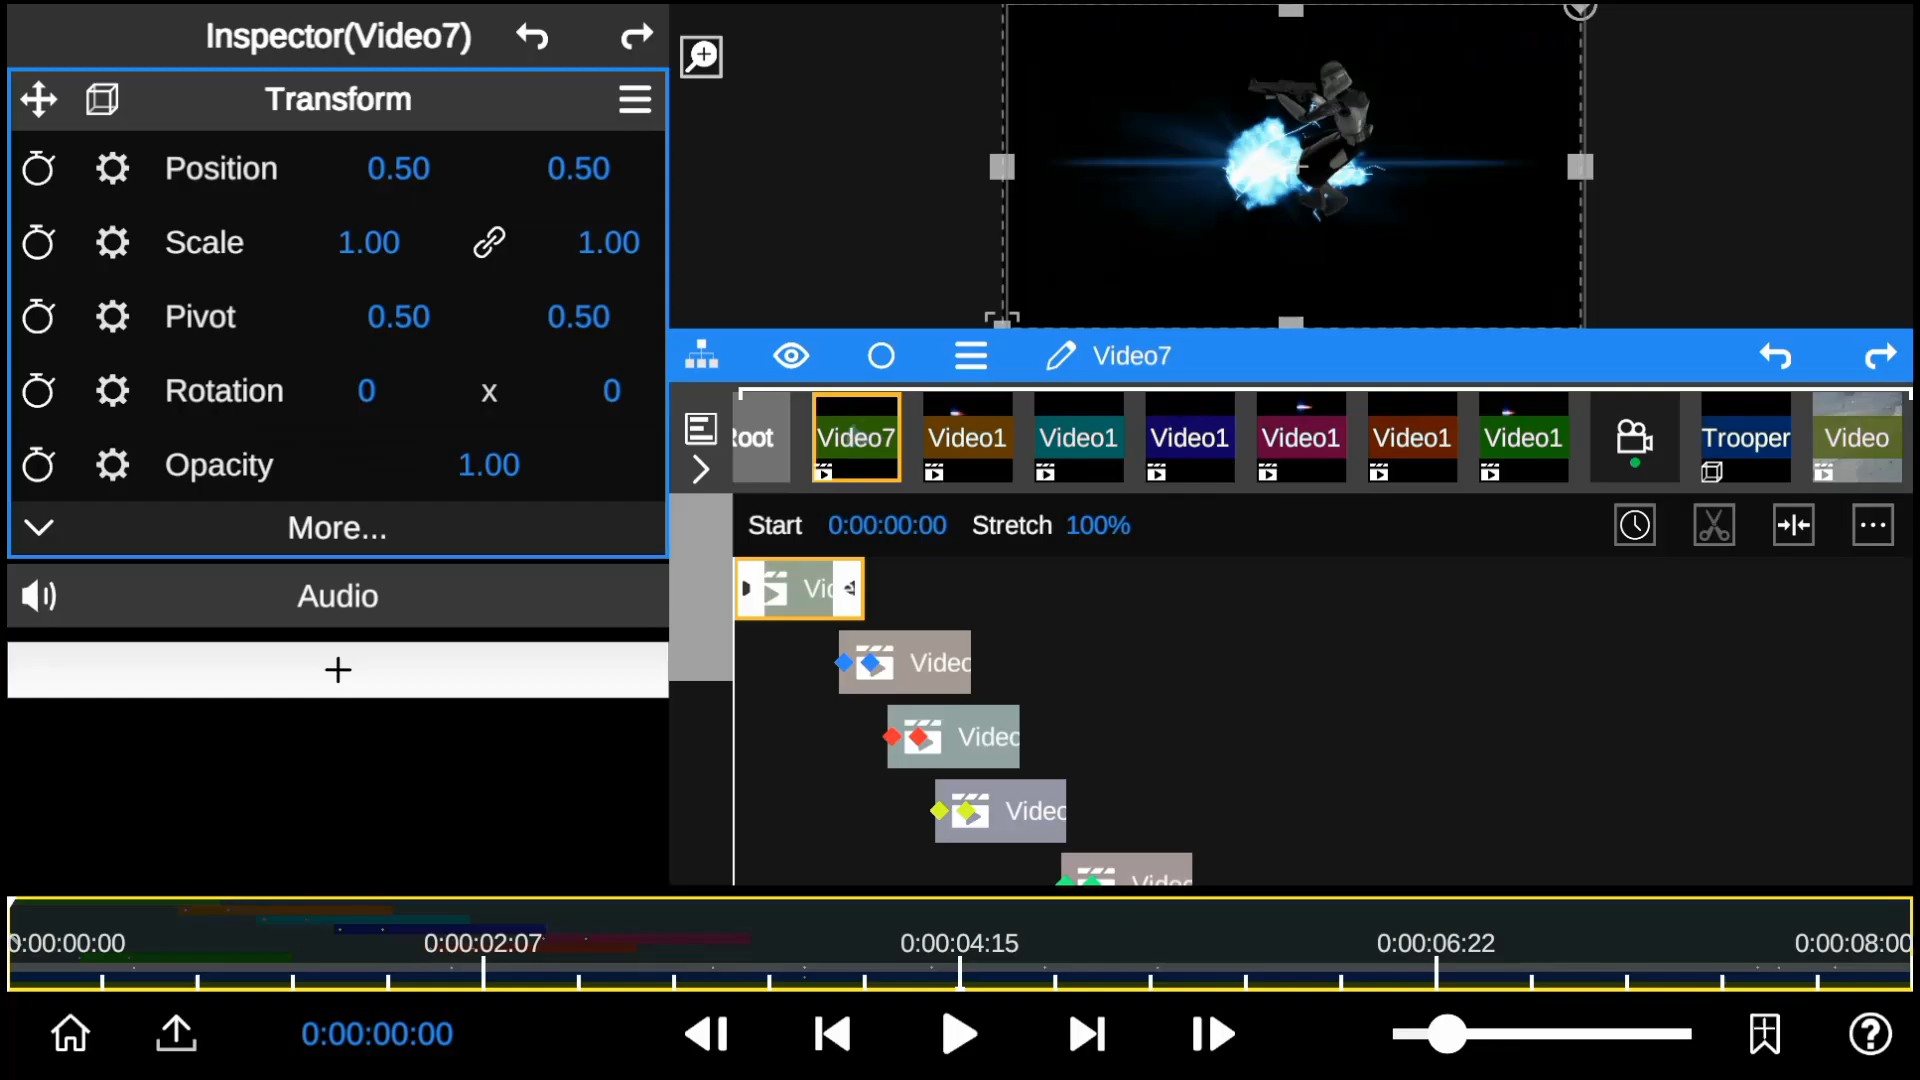 Inspector(Video7)
Transform
Position 0.50 0.50
Scale 1.00 1.00
Pivot 0.50 0.50
Rotation 0 x 0
Opacity 1.00
More...
Audio
+
Video7
Root Video7 Video1 Video1 Video1 Video1 Video1 Video1 Trooper Video
Start 0:00:00:00 Stretch 100%
Vide
Video
Video
Video
Video
0:00:00:00 0:00:02:07 0:00:04:15 0:00:06:22 0:00:08:00
0:00:00:00